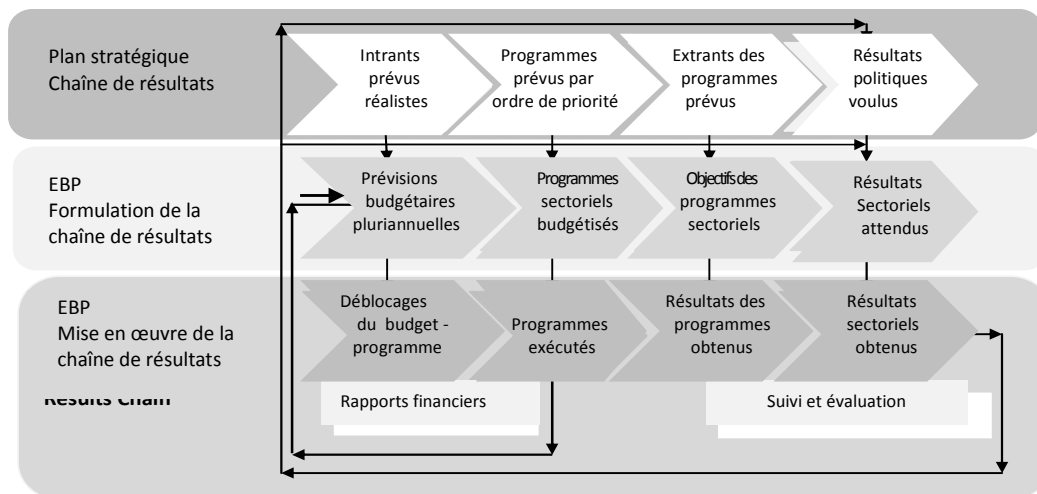 Plan stratégique
Chaîne de résultats
Intrants
prévus
réalistes
Programmes
prévus par
ordre de priorité
Extrants des
programmes
prévus
Résultats
politiques
voulus
EBP
Formulation de la
chaîne de résultats
Prévisions
budgétaires
pluriannuelles
Programmes
sectoriels
budgétisés
Objectifs des
programmes
sectoriels
Résultats
Sectoriels
attendus
EBP
Mise en œuvre de la
chaîne de résultats
Results Chain
Déblocages
du budget -
programme
Programmes
exécutés
Résultats des
programmes
obtenus
Résultats
sectoriels
obtenus
Rapports financiers
Suivi et évaluation